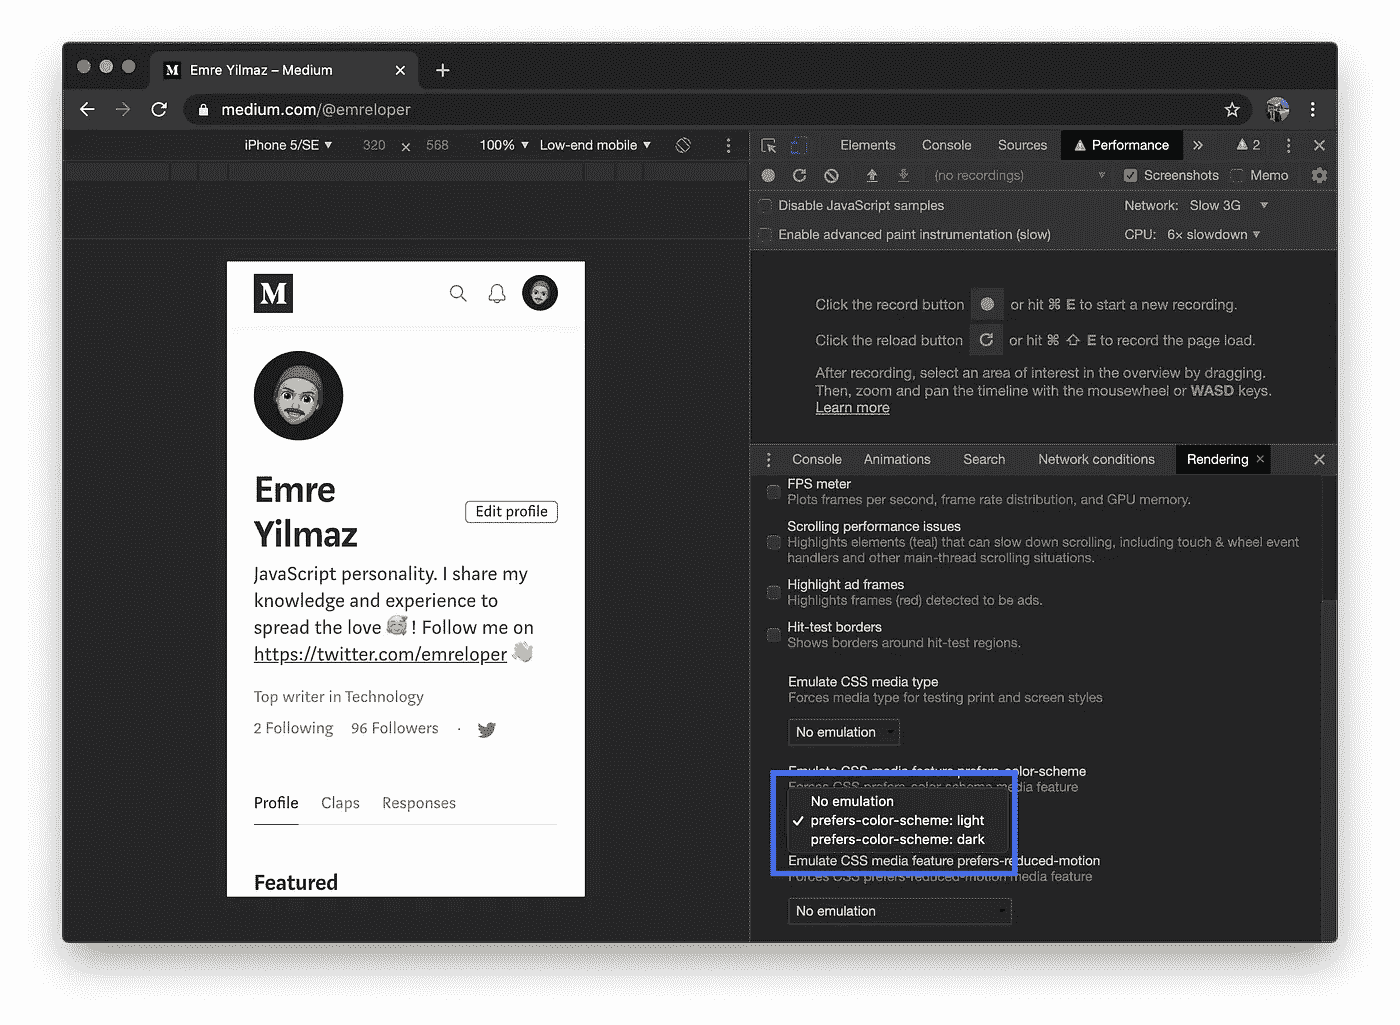 M Emre Yilmaz – Medium
medium.com/@emreloper
iPhone 5/SE 320 x 568 100% Low-end mobile
Elements Console Sources Performance » 2
(no recordings) Screenshots Memo
Disable JavaScript samples
Network: Slow 3G
Enable advanced paint instrumentation (slow)
CPU: 6× slowdown
Click the record button or hit ⌘ E to start a new recording.
Click the reload button or hit ⌘ ⇧ E to record the page load.
After recording, select an area of interest in the overview by dragging.
Then, zoom and pan the timeline with the mousewheel or WASD keys.
Learn more
M
Emre
Yilmaz
Edit profile
JavaScript personality. I share my
knowledge and experience to
spread the love 🥰 ! Follow me on
https://twitter.com/emreloper 👋
Top writer in Technology
2 Following 96 Followers ·
Profile Claps Responses
Featured
Console Animations Search Network conditions Rendering
FPS meter
Plots frames per second, frame rate distribution, and GPU memory.
Scrolling performance issues
Highlights elements (teal) that can slow down scrolling, including touch & wheel event
handlers and other main-thread scrolling situations.
Highlight ad frames
Highlights frames (red) detected to be ads.
Hit-test borders
Shows borders around hit-test regions.
Emulate CSS media type
Forces media type for testing print and screen styles
No emulation
Emulate CSS media feature prefers-color-scheme
Forces CSS prefers-color-scheme media feature
No emulation
✓ prefers-color-scheme: light
prefers-color-scheme: dark
Emulate CSS media feature prefers-reduced-motion
Forces CSS prefers-reduced-motion media feature
No emulation